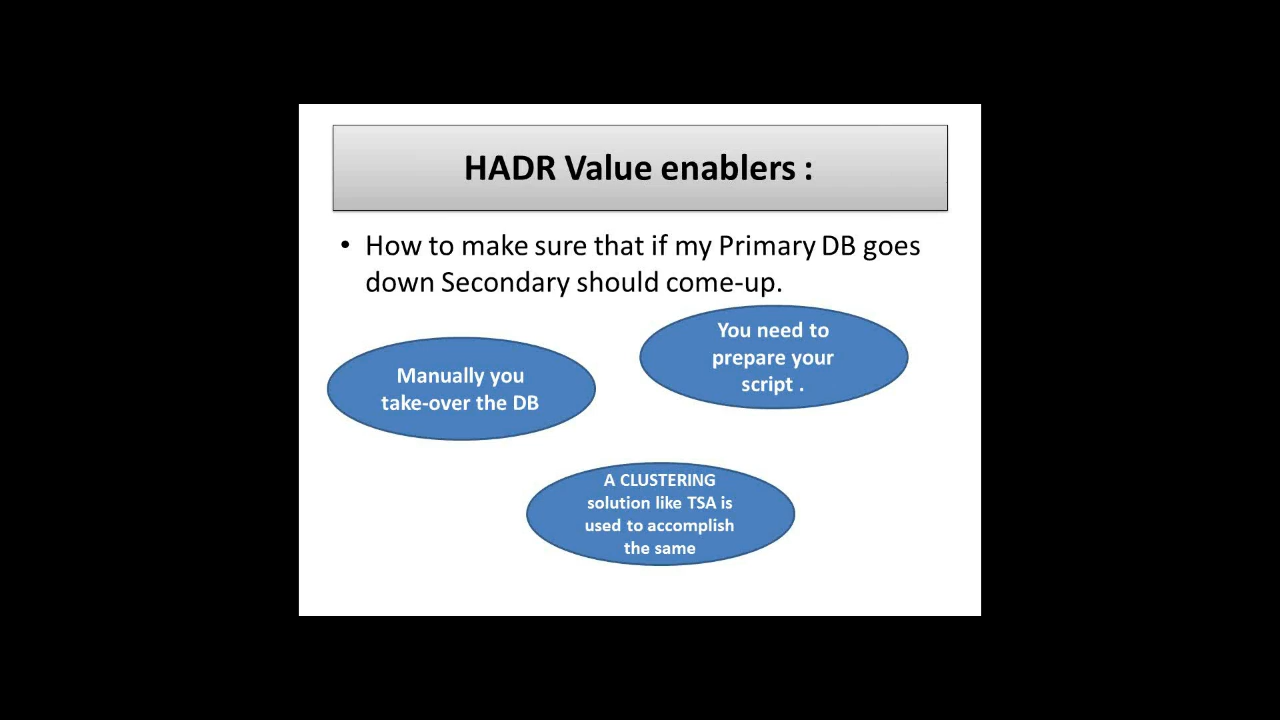 HADR Value enablers :
• How to make sure that if my Primary DB goes
down Secondary should come-up.
Manually you
take-over the DB
You need to
prepare your
script .
A CLUSTERING
solution like TSA is
used to accomplish
the same